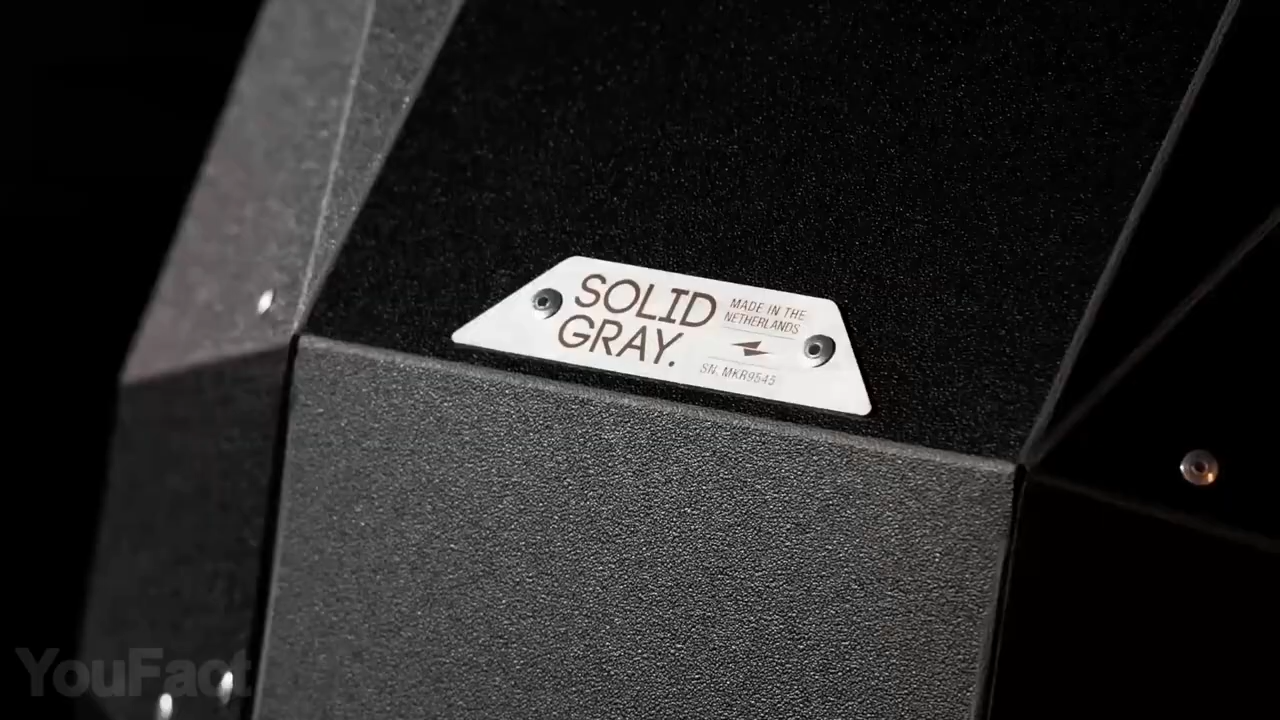 SOLID
GRAY.
MADE IN THE
NETHERLANDS
SN. MKR9545
YouFact